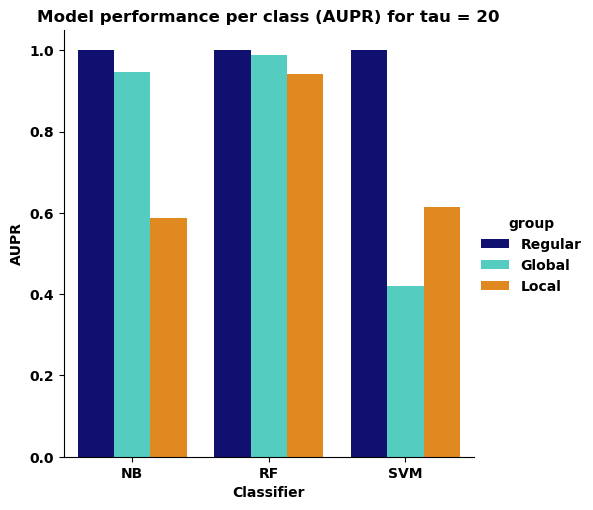 Model performance per class (AUPR) for tau = 20
1.0
0.8
0.6
0.4
0.2
0.0
AUPR
NB
RF
SVM
Classifier
group
Regular
Global
Local